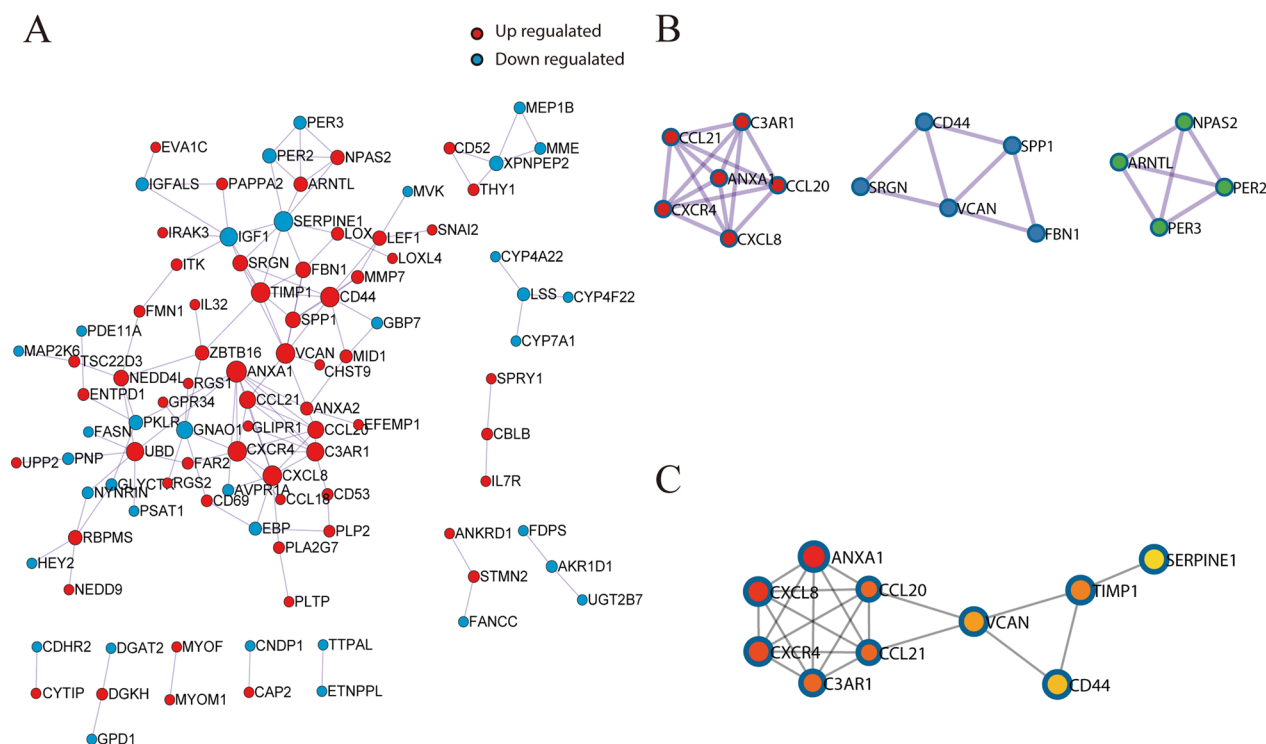 A
Up regualated
Down regualated
MEP1B
PER3
EVA1C
PER2
NPAS2
CD52
MME
XPNPEP2
IGFALS
PAPPA2
ARNTL
THY1
MVK
SERPINE1
IRAK3
IGF1
LOX
LEF1
SNAI2
ITK
SRGN
FBN1
LOXL4
CYP4A22
MMP7
TIMP1
CD44
LSS
CYP4F22
FMN1
IL32
SPP1
GBP7
PDE11A
CYP7A1
MAP2K6
TSC22D3
ZBTB16
VCAN
MID1
CHST9
NEDD4L
RGS1
ANXA1
SPRY1
ENTPD1
GPR34
CCL21
ANXA2
PKLR
GNAO1
GLIPR1
CCL20
EFEMP1
FASN
CBLB
UPP2
PNP
UBD
FAR2
CXCR4
C3AR1
NYNRIN
GLYCTK
RGS2
AVPR1A
CXCL8
IL7R
CD69
CCL18
CD53
PSAT1
RBPMS
EBP
PLP2
ANKRD1
FDPS
PLA2G7
HEY2
STMN2
AKR1D1
NEDD9
PLTP
UGT2B7
FANCC
CDHR2
DGAT2
MYOF
CNDP1
TTPAL
CYTIP
DGKH
MYOM1
CAP2
ETNPPL
GPD1
B
C3AR1
CCL21
ANXA1
CCL20
CXCR4
CXCL8
CD44
SPP1
SRGN
VCAN
FBN1
NPAS2
ARNTL
PER2
PER3
C
ANXA1
SERPINE1
CXCL8
CCL20
TIMP1
VCAN
CXCR4
CCL21
C3AR1
CD44